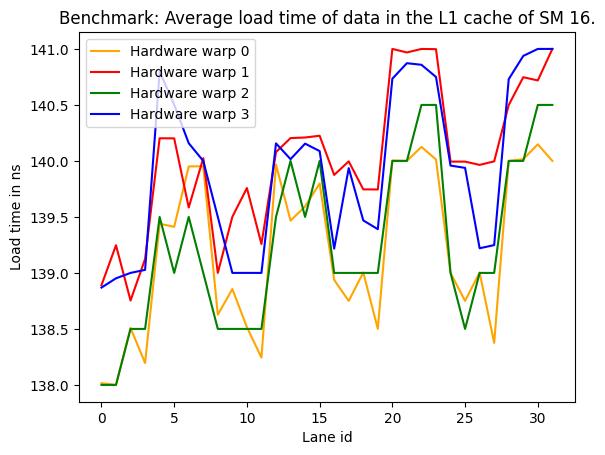 Benchmark: Average load time of data in the L1 cache of SM 16.
Hardware warp 0
Hardware warp 1
Hardware warp 2
Hardware warp 3
Load time in ns
141.0
140.5
140.0
139.5
139.0
138.5
138.0
0 5 10 15 20 25 30
Lane id